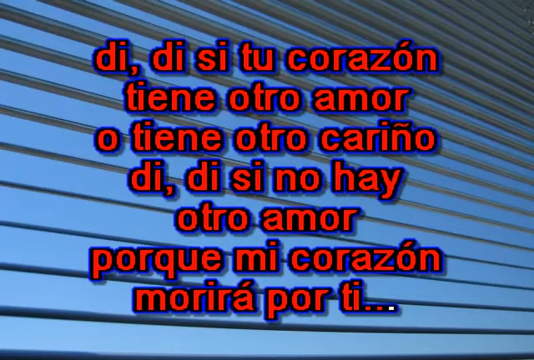 di, di si tu corazón
tiene otro amor
o tiene otro cariño
di, di si no hay
otro amor
porque mi corazón
morirá por ti...